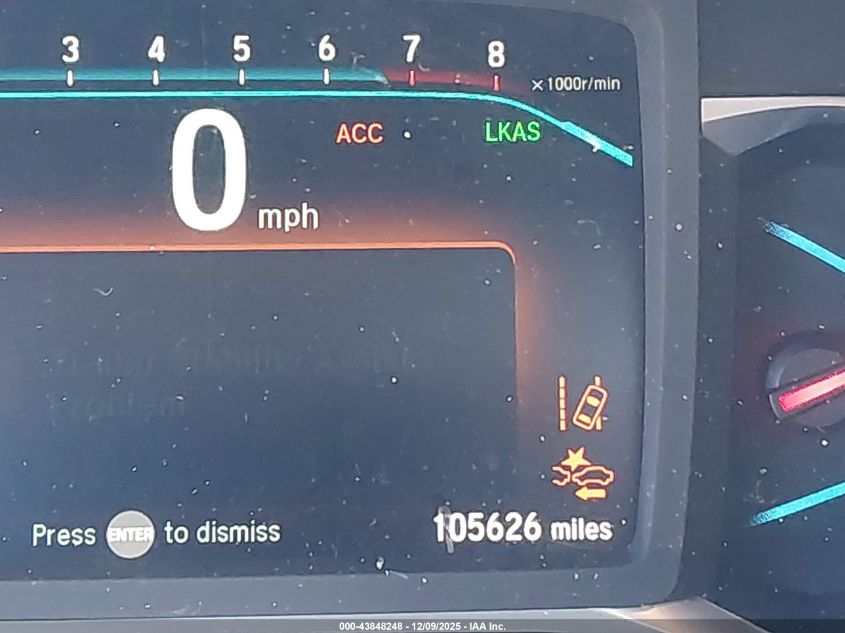 3 4 5 6 7 8
×1000r/min
0 mph
ACC
LKAS
Problem
Press ENTER to dismiss
105626 miles
000-43848248 - 12/09/2025 - IAA Inc.